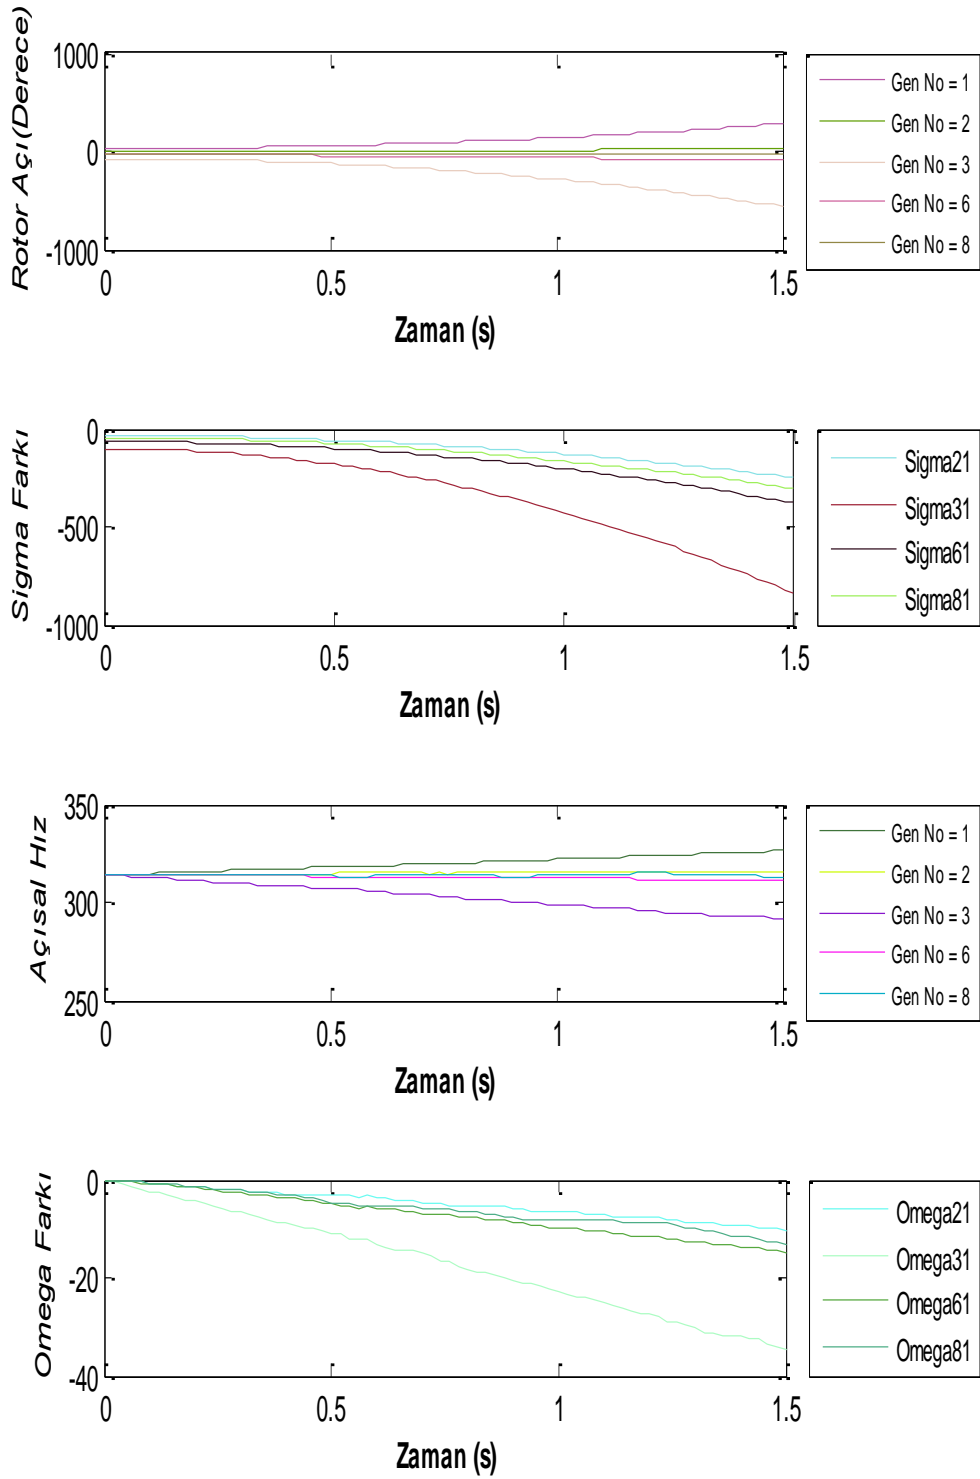 Rotor Açı(Derece)
1000
0
-1000
0
0.5
1
1.5
Zaman (s)
Gen No = 1
Gen No = 2
Gen No = 3
Gen No = 6
Gen No = 8
Sigma Farkı
0
-500
-1000
0
0.5
1
1.5
Zaman (s)
Sigma21
Sigma31
Sigma61
Sigma81
Açısal Hız
350
300
250
0
0.5
1
1.5
Zaman (s)
Gen No = 1
Gen No = 2
Gen No = 3
Gen No = 6
Gen No = 8
Omega Farkı
0
-20
-40
0
0.5
1
1.5
Zaman (s)
Omega21
Omega31
Omega61
Omega81